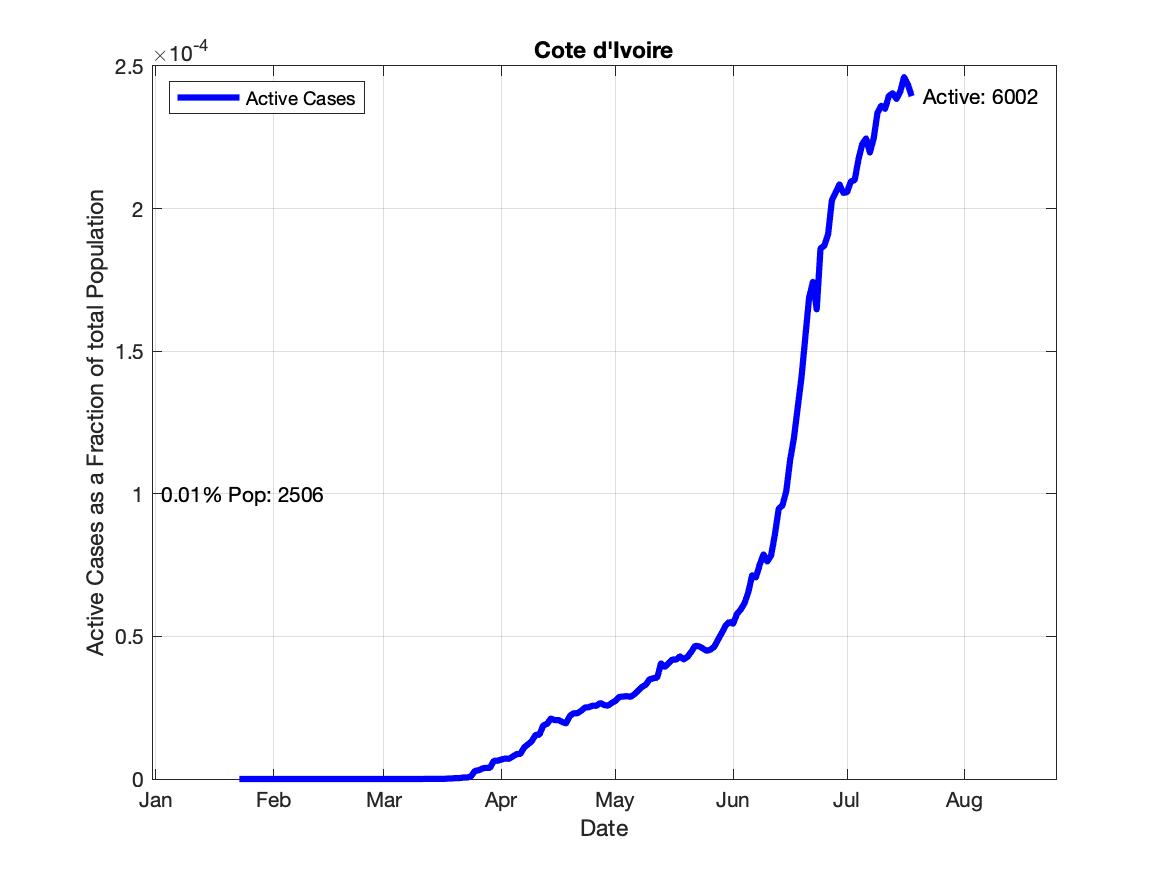 Cote d'Ivoire
×10-4
2.5
2
1.5
1
0.5
0
Active Cases as a Fraction of total Population
Active Cases
Active: 6002
0.01% Pop: 2506
Jan Feb Mar Apr May Jun Jul Aug
Date